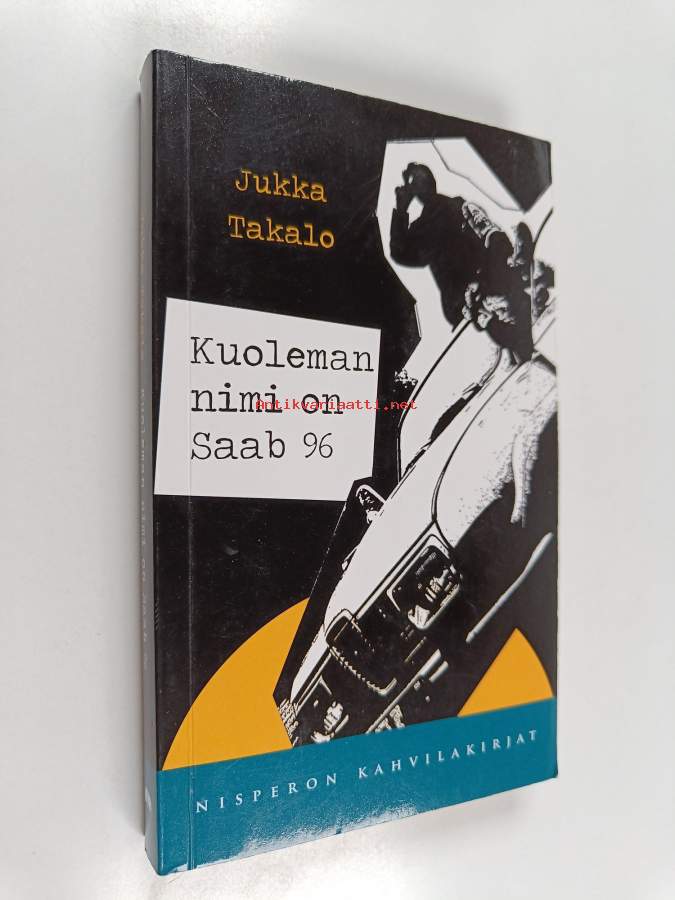 Jukka
Takalo
Kuoleman
nimi on
Antikvariaatti.net
Saab 96
NISPERON KAHVILAKIRJAT